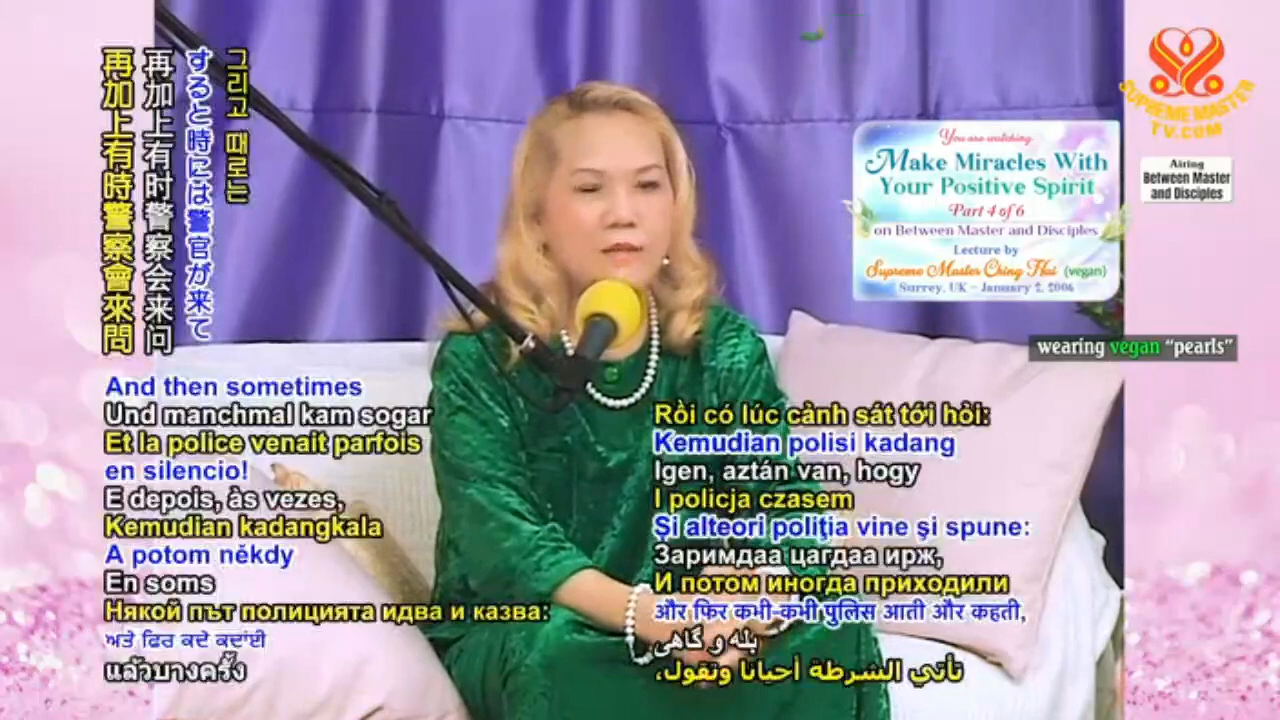 再加上有時警察會來問
再加上有时警察会来问
すると時には警官が来て
그리고 때로는
And then sometimes
Und manchmal kam sogar
Et la police venait parfois
en silencio!
E depois, às vezes,
Kemudian kadangkala
A potom někdy
En soms
Някой път полицията идва и казва:
ਅਤੇ ਫਿਰ ਕਦੇ ਕਦਾਂਈ
แล้วบางครั้ง
Rồi có lúc cảnh sát tới hỏi:
Kemudian polisi kadang
Igen, aztán van, hogy
I policja czasem
Și alteori poliţia vine şi spune:
Заримдаа цагдаа ирж,
И потом иногда приходили
और फिर कभी-कभी पुलिस आती और कहती,
بله و گاهی
تأتي الشرطة أحيانا وتقول،
You are watching
Make Miracles With
Your Positive Spirit
Part 4 of 6
on Between Master and Disciples
Lecture by
Supreme Master Ching Hai (vegan)
Surrey, UK - January 2, 2006
SUPREME MASTER
TV.COM
Airing
Between Master
and Disciples
wearing vegan "pearls"